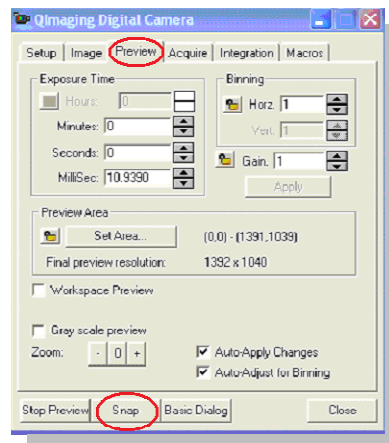 QImaging Digital Camera
Setup Image Preview Acquire Integration Macros
Exposure Time
Hours: 0
Minutes: 0
Seconds: 0
MilliSec: 10.9390
Binning
Horz. 1
Vert. 1
Gain. 1
Apply
Preview Area
Set Area... (0,0) - (1391,1039)
Final preview resolution: 1392 x 1040
Workspace Preview
Gray scale preview
Zoom: - 0 + Auto-Apply Changes
Auto-Adjust for Binning
Stop Preview Snap Basic Dialog Close